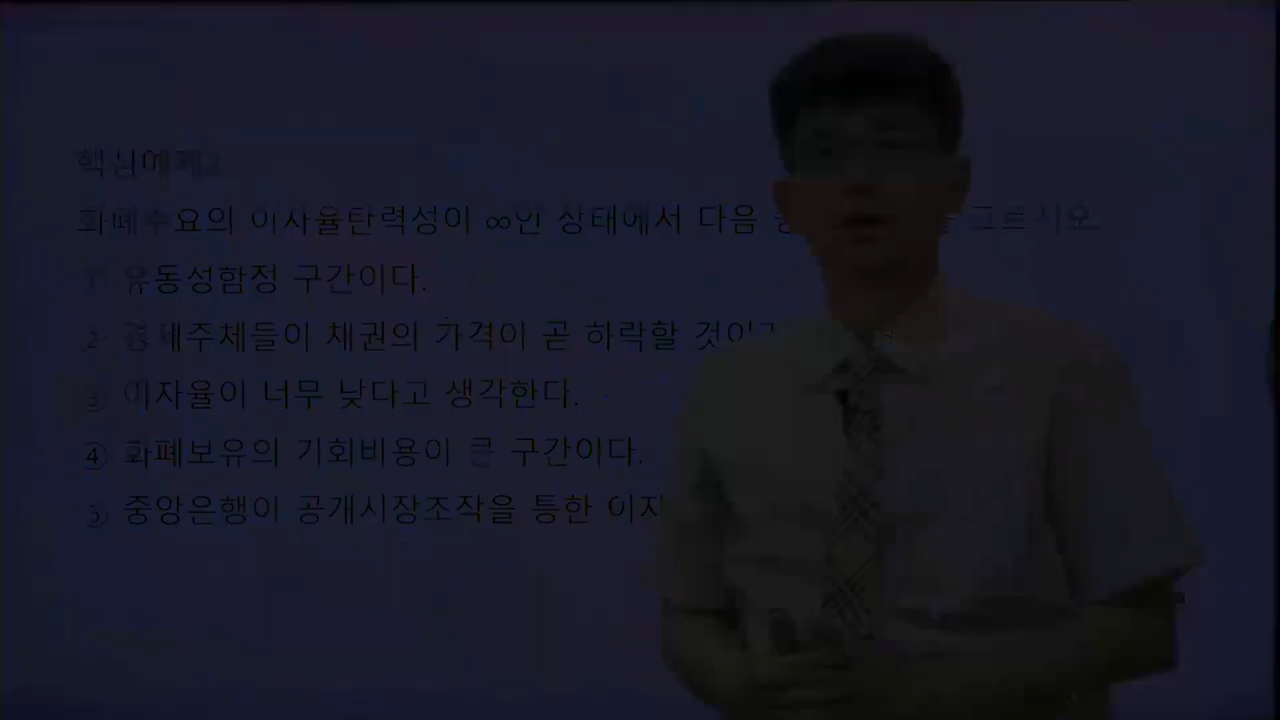 핵심예제2
화폐수요의 이자율탄력성이 ∞인 상태에서 다음 고르시오
① 유동성함정 구간이다.
② 경제주체들이 채권의 가격이 곧 하락할
③ 이자율이 너무 낮다고 생각한다.
④ 화폐보유의 기회비용이 큰 구간이다.
⑤ 중앙은행이 공개시장조작을 통한